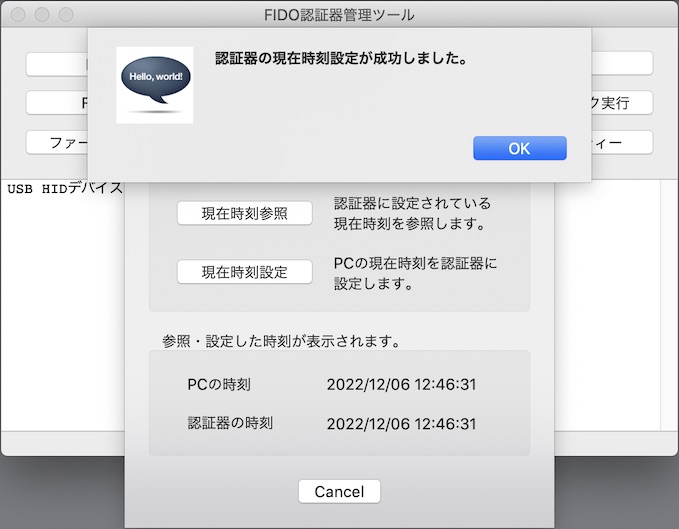 FIDO認証器管理ツール
認証器の現在時刻設定が成功しました。
Hello, world!
OK
ク実行
ファー
ィー
USB HIDデバイス
現在時刻参照
認証器に設定されている
現在時刻を参照します。
現在時刻設定
PCの現在時刻を認証器に
設定します。
参照・設定した時刻が表示されます。
PCの時刻
2022/12/06 12:46:31
認証器の時刻
2022/12/06 12:46:31
Cancel